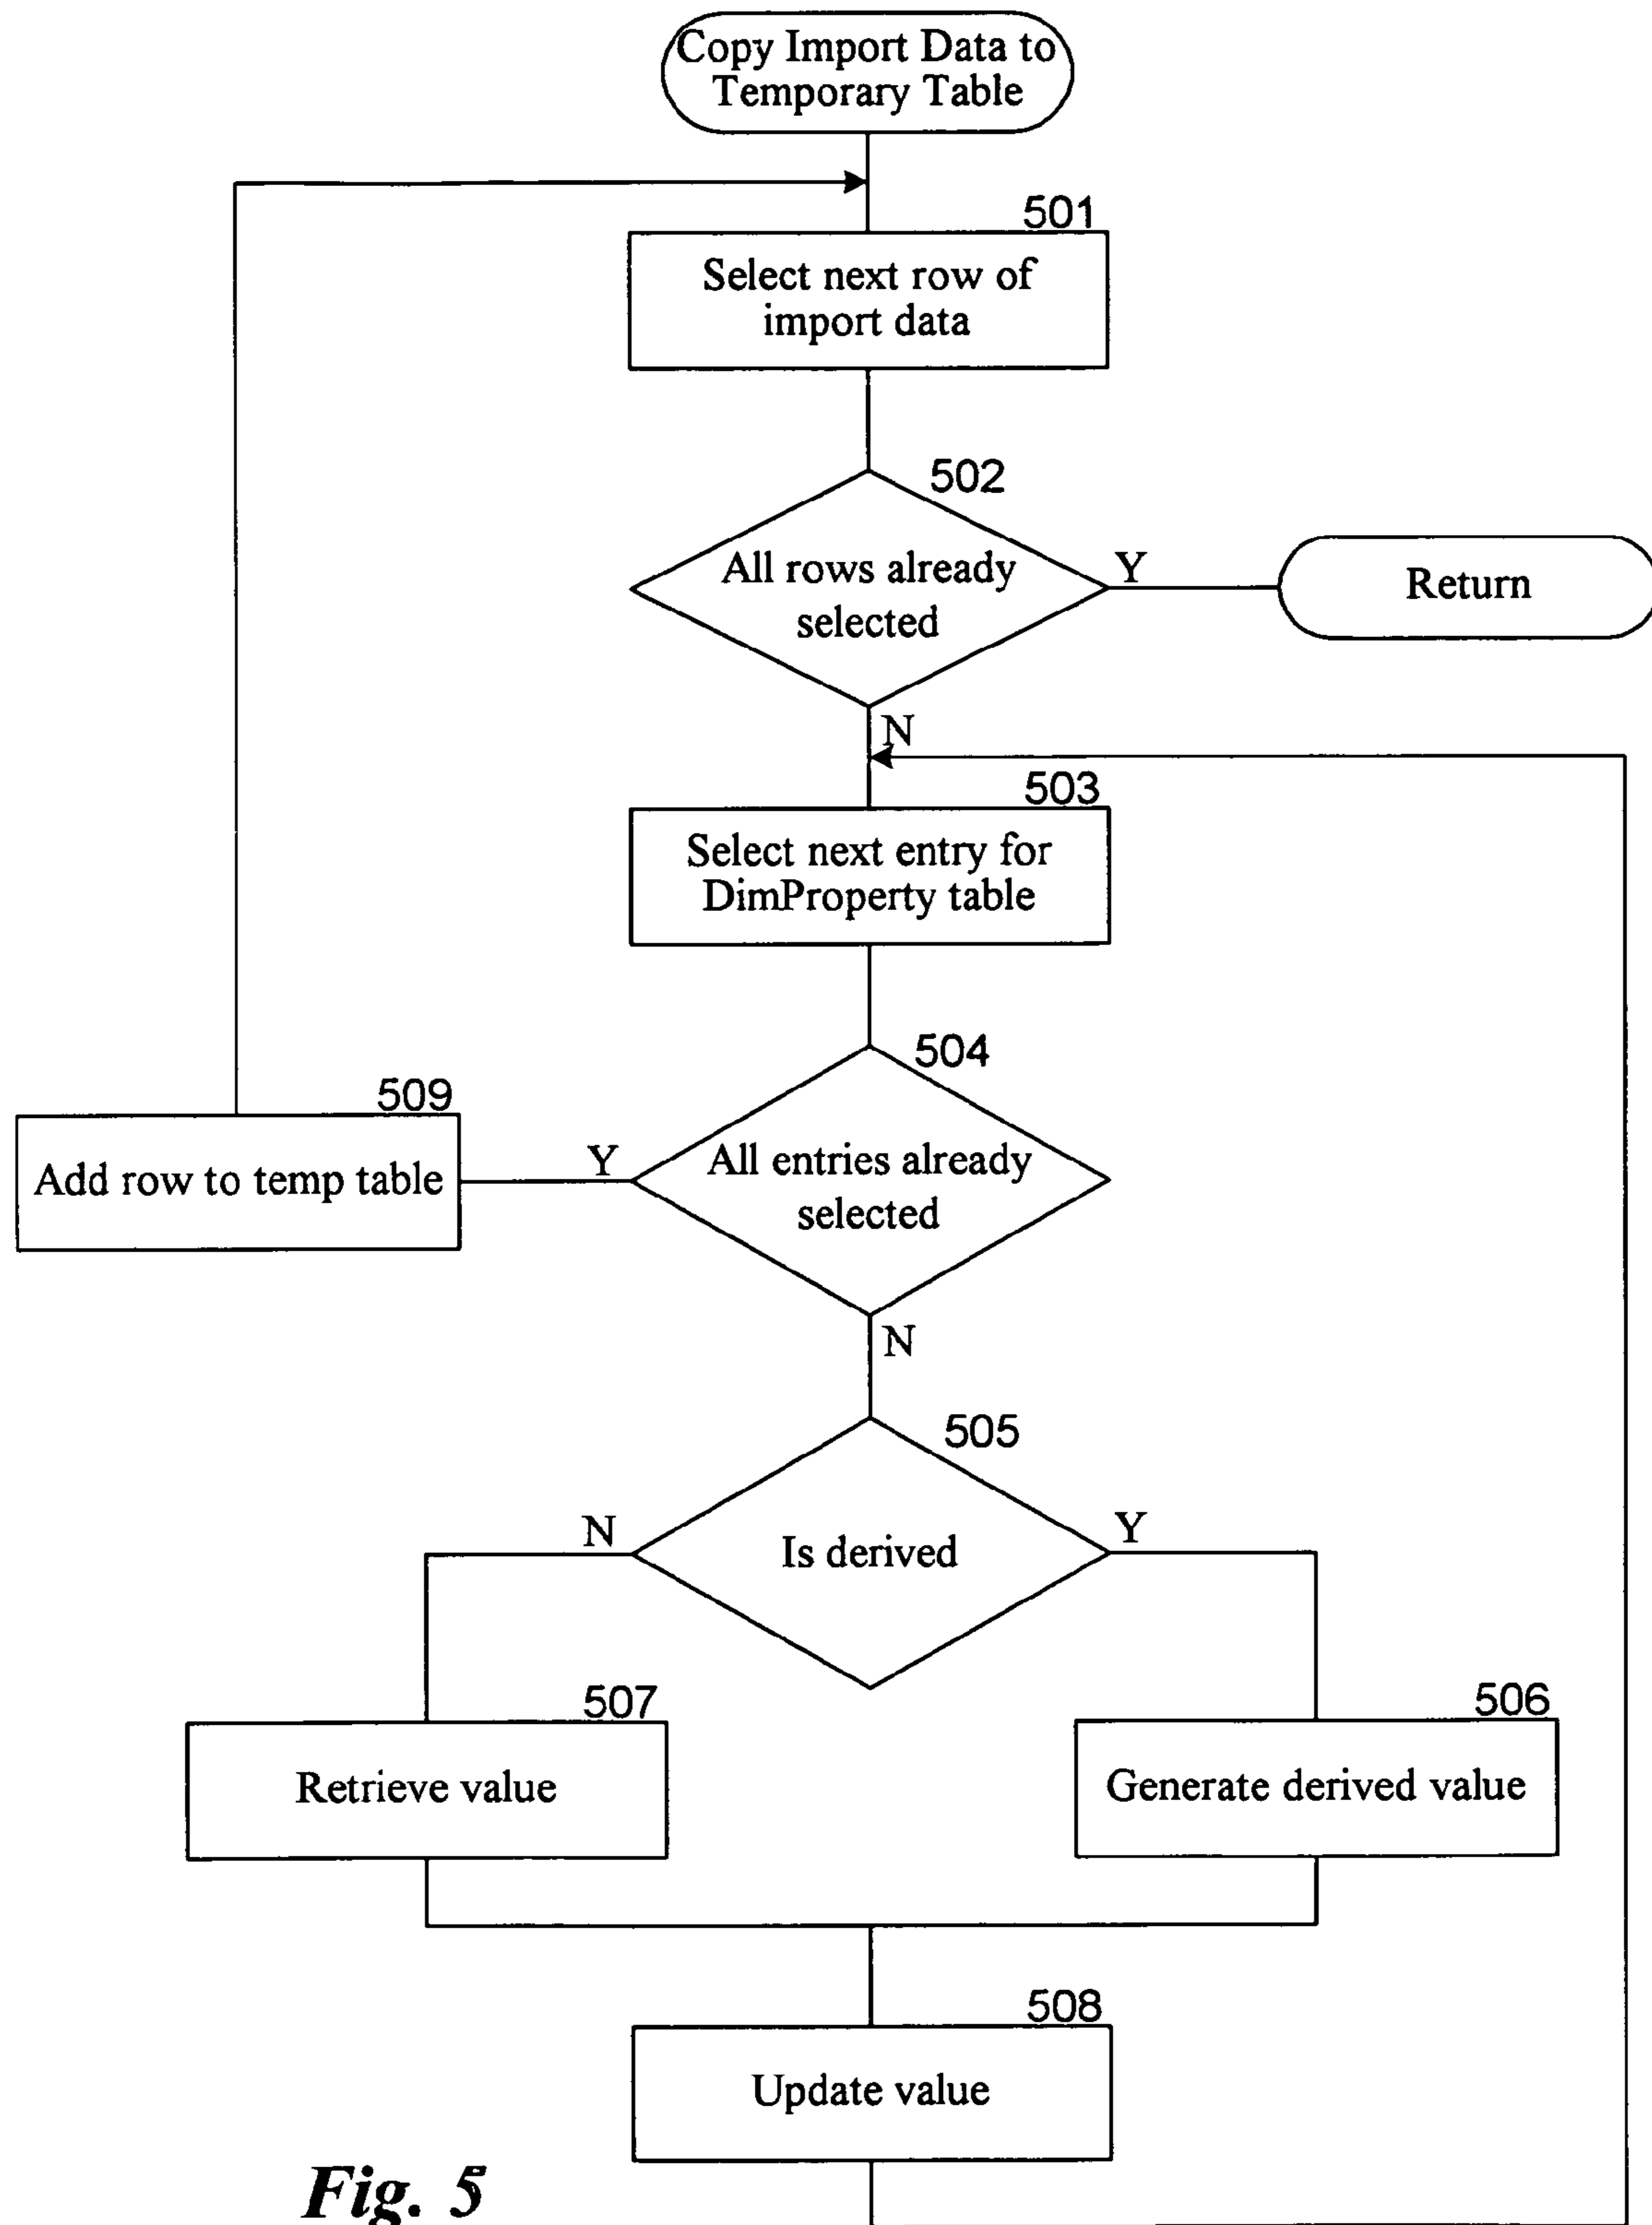 Copy Import Data to
Temporary Table
501
Select next row of
import data
502
All rows already
selected
Y
Return
N
503
Select next entry for
DimProperty table
504
509
Add row to temp table
Y
All entries already
selected
N
505
N
Is derived
Y
507
Retrieve value
506
Generate derived value
508
Update value
Fig. 5